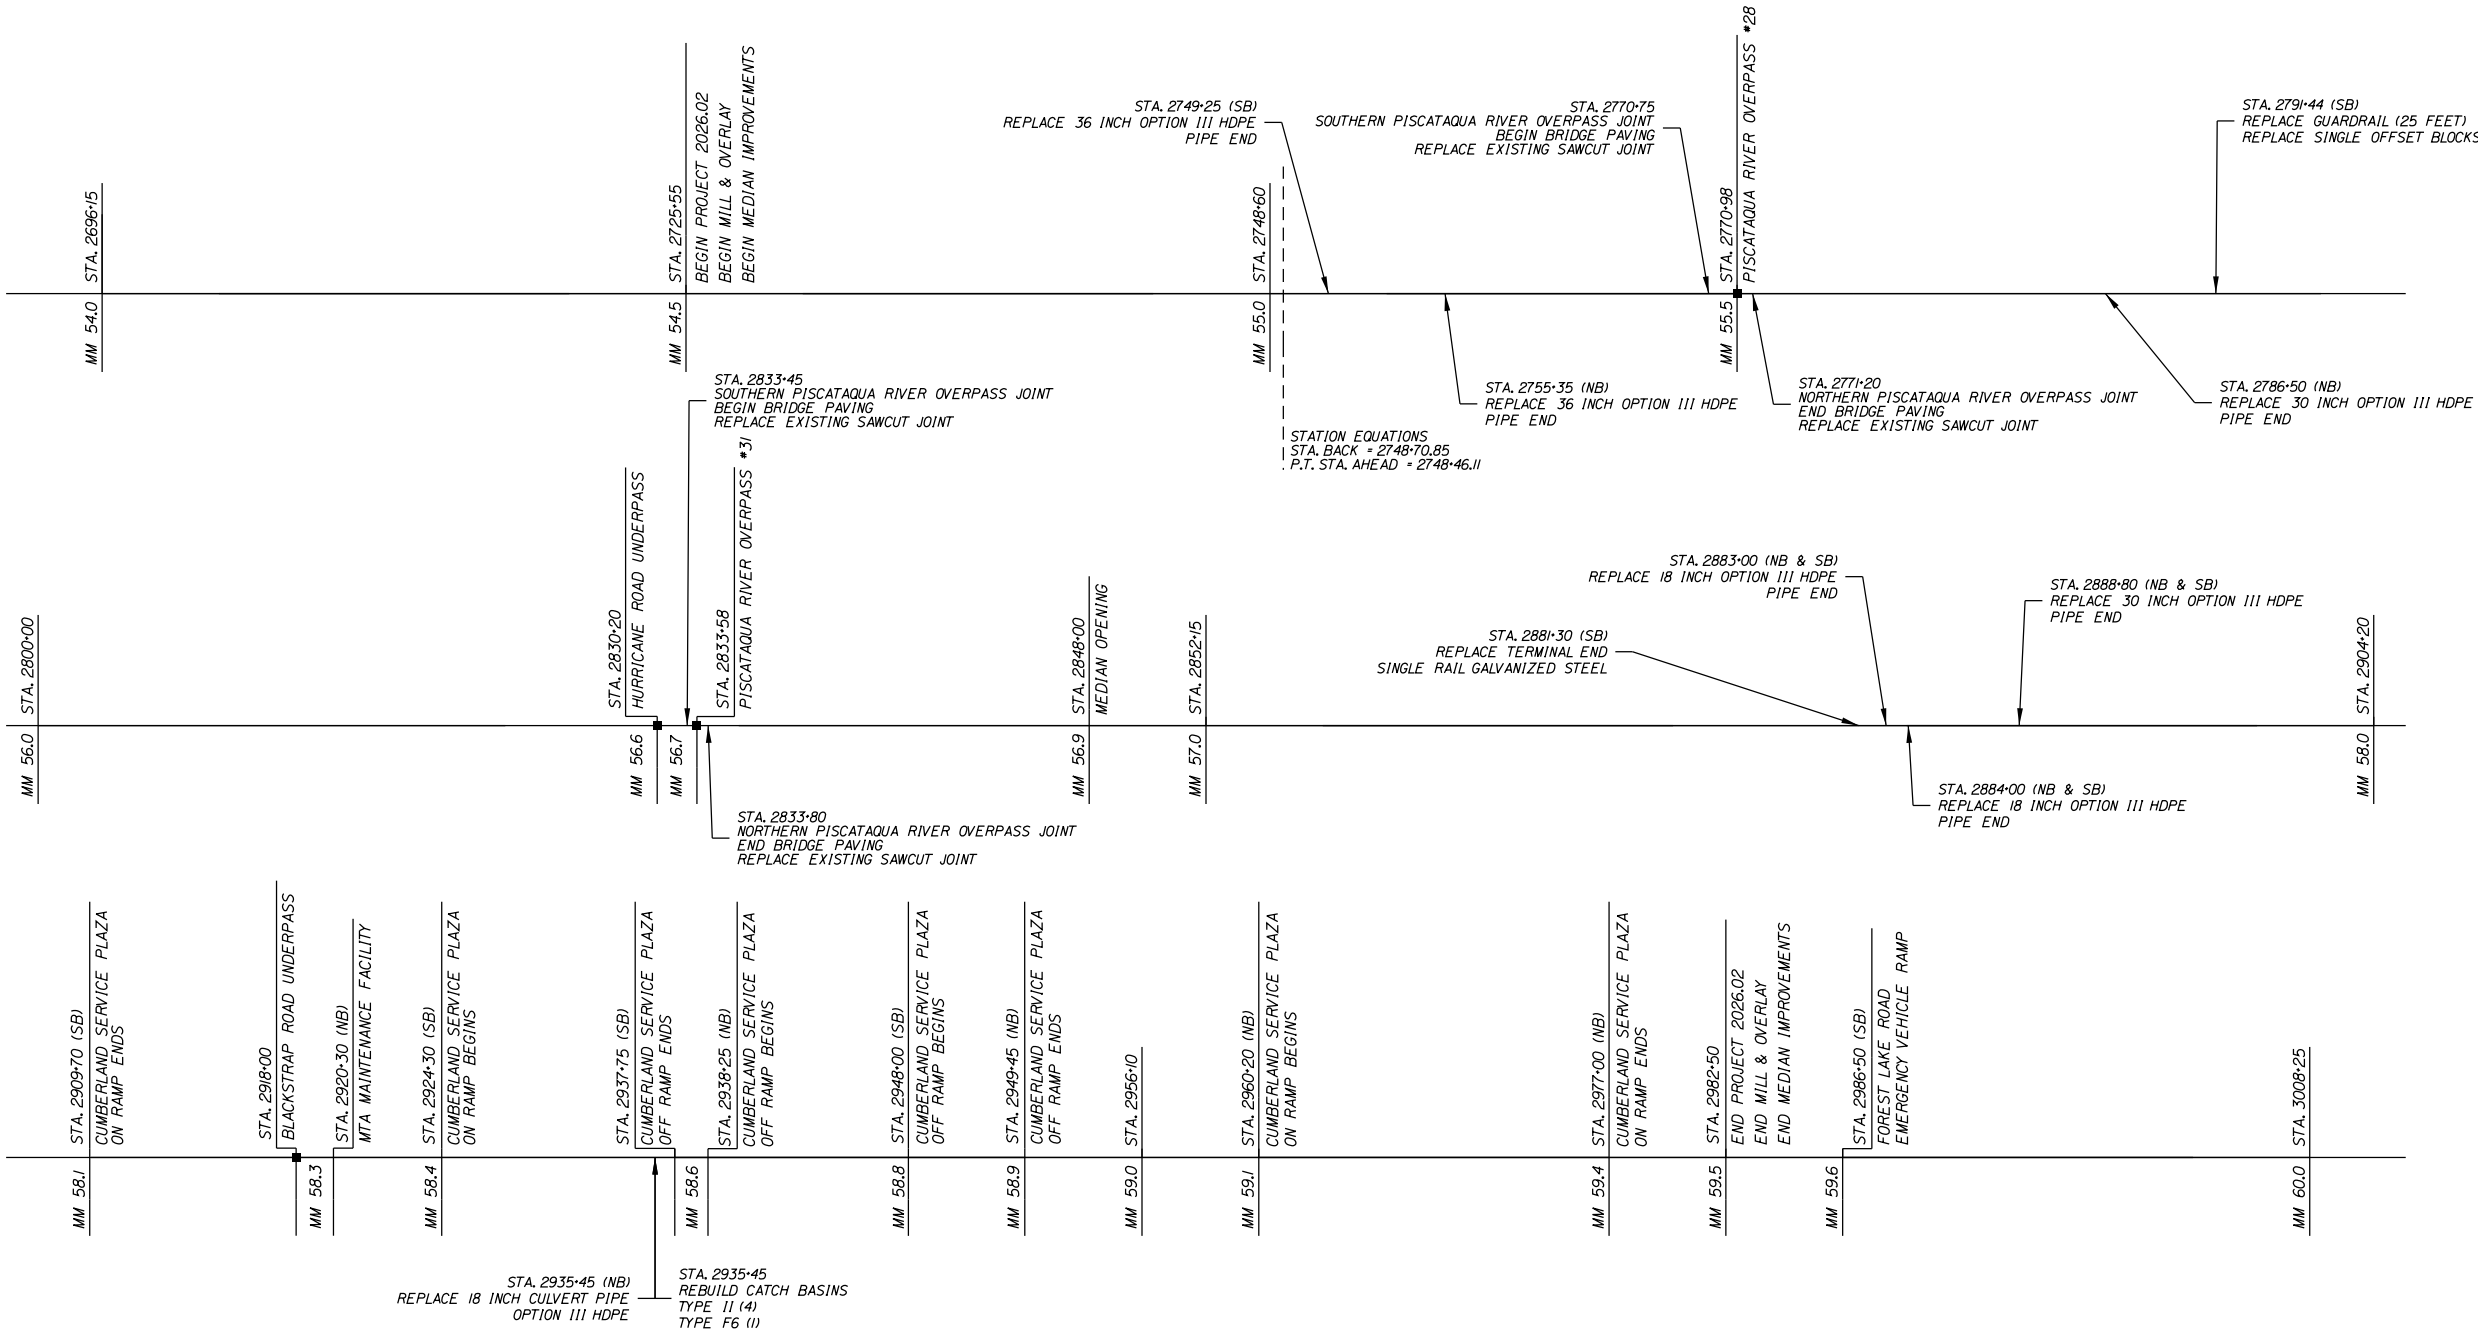 STA. 2696+15
MM 54.0
STA. 2725+55
MM 54.5
BEGIN PROJECT 2026.02
BEGIN MILL & OVERLAY
BEGIN MEDIAN IMPROVEMENTS
STA. 2748+60
MM 55.0
STATION EQUATIONS
STA. BACK = 2748+70.85
P.T. STA. AHEAD = 2748+46.11
STA. 2749+25 (SB)
REPLACE 36 INCH OPTION III HDPE
PIPE END
STA. 2755+35 (NB)
REPLACE 36 INCH OPTION III HDPE
PIPE END
STA. 2770+75
SOUTHERN PISCATAQUA RIVER OVERPASS JOINT
BEGIN BRIDGE PAVING
REPLACE EXISTING SAWCUT JOINT
STA. 2770+98
MM 55.5
PISCATAQUA RIVER OVERPASS #28
STA. 2771+20
NORTHERN PISCATAQUA RIVER OVERPASS JOINT
END BRIDGE PAVING
REPLACE EXISTING SAWCUT JOINT
STA. 2786+50 (NB)
REPLACE 30 INCH OPTION III HDPE
PIPE END
STA. 2791+44 (SB)
REPLACE GUARDRAIL (25 FEET)
REPLACE SINGLE OFFSET BLOCKS
STA. 2800+00
MM 56.0
STA. 2830+20
HURRICANE ROAD UNDERPASS
MM 56.6
STA. 2833+45
SOUTHERN PISCATAQUA RIVER OVERPASS JOINT
BEGIN BRIDGE PAVING
REPLACE EXISTING SAWCUT JOINT
MM 56.7
STA. 2833+58
PISCATAQUA RIVER OVERPASS #31
STA. 2833+80
NORTHERN PISCATAQUA RIVER OVERPASS JOINT
END BRIDGE PAVING
REPLACE EXISTING SAWCUT JOINT
STA. 2848+00
MM 56.9
MEDIAN OPENING
STA. 2852+15
MM 57.0
STA. 2881+30 (SB)
REPLACE TERMINAL END
SINGLE RAIL GALVANIZED STEEL
STA. 2883+00 (NB & SB)
REPLACE 18 INCH OPTION III HDPE
PIPE END
STA. 2884+00 (NB & SB)
REPLACE 18 INCH OPTION III HDPE
PIPE END
STA. 2888+80 (NB & SB)
REPLACE 30 INCH OPTION III HDPE
PIPE END
STA. 2904+20
MM 58.0
STA. 2909+70 (SB)
MM 58.1
CUMBERLAND SERVICE PLAZA
ON RAMP ENDS
STA. 2918+00
BLACKSTRAP ROAD UNDERPASS
MM 58.3
STA. 2920+30 (NB)
MTA MAINTENANCE FACILITY
STA. 2924+30 (SB)
MM 58.4
CUMBERLAND SERVICE PLAZA
ON RAMP BEGINS
STA. 2935+45 (NB)
REPLACE 18 INCH CULVERT PIPE
OPTION III HDPE
STA. 2935+45
REBUILD CATCH BASINS
TYPE II (4)
TYPE F6 (1)
STA. 2937+75 (SB)
CUMBERLAND SERVICE PLAZA
OFF RAMP ENDS
MM 58.6
STA. 2938+25 (NB)
CUMBERLAND SERVICE PLAZA
OFF RAMP BEGINS
STA. 2948+00 (SB)
MM 58.8
CUMBERLAND SERVICE PLAZA
OFF RAMP BEGINS
STA. 2949+45 (NB)
MM 58.9
CUMBERLAND SERVICE PLAZA
OFF RAMP ENDS
STA. 2956+10
MM 59.0
STA. 2960+20 (NB)
MM 59.1
CUMBERLAND SERVICE PLAZA
ON RAMP BEGINS
STA. 2977+00 (NB)
MM 59.4
CUMBERLAND SERVICE PLAZA
ON RAMP ENDS
STA. 2982+50
MM 59.5
END PROJECT 2026.02
END MILL & OVERLAY
END MEDIAN IMPROVEMENTS
STA. 2986+50 (SB)
MM 59.6
FOREST LAKE ROAD
EMERGENCY VEHICLE RAMP
STA. 3008+25
MM 60.0